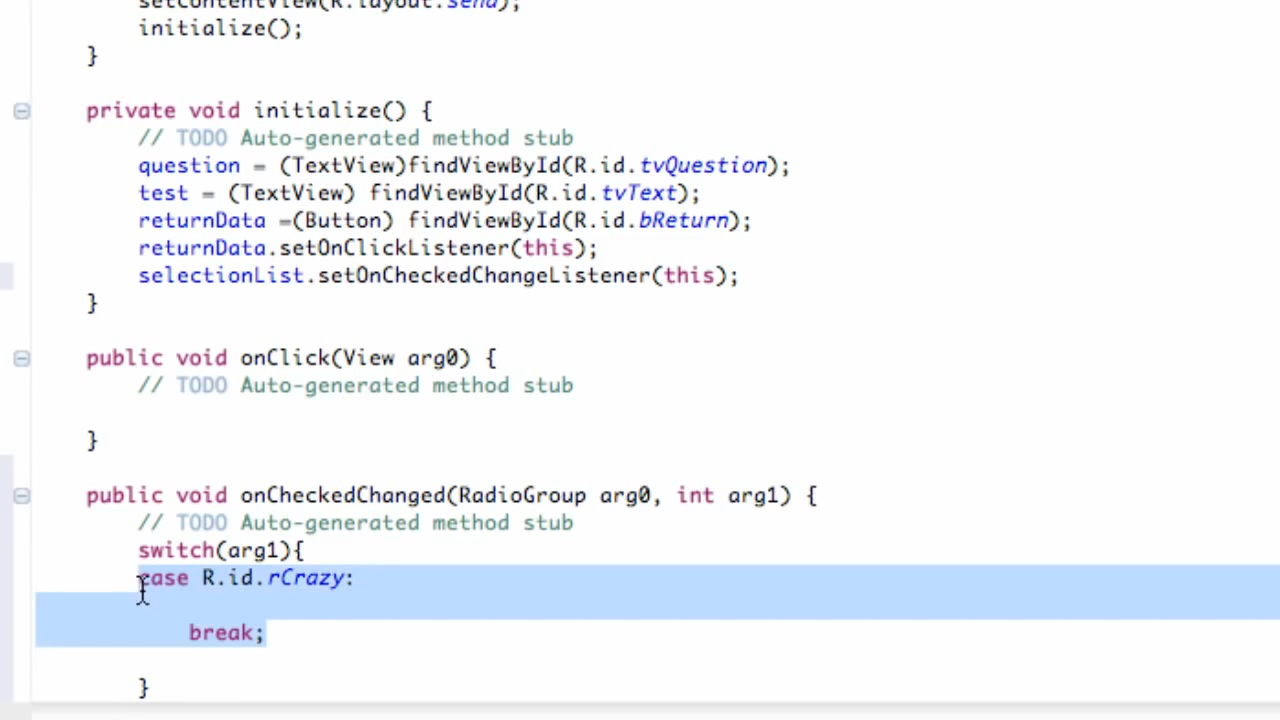 setContentView(R.layout.send);
initialize();
}
private void initialize() {
// TODO Auto-generated method stub
question = (TextView)findViewById(R.id.tvQuestion);
test = (TextView) findViewById(R.id.tvText);
returnData =(Button) findViewById(R.id.bReturn);
returnData.setOnClickListener(this);
selectionList.setOnCheckedChangeListener(this);
}
public void onClick(View arg0) {
// TODO Auto-generated method stub
}
public void onCheckedChanged(RadioGroup arg0, int arg1) {
// TODO Auto-generated method stub
switch(arg1){
case R.id.rCrazy:
break;
}